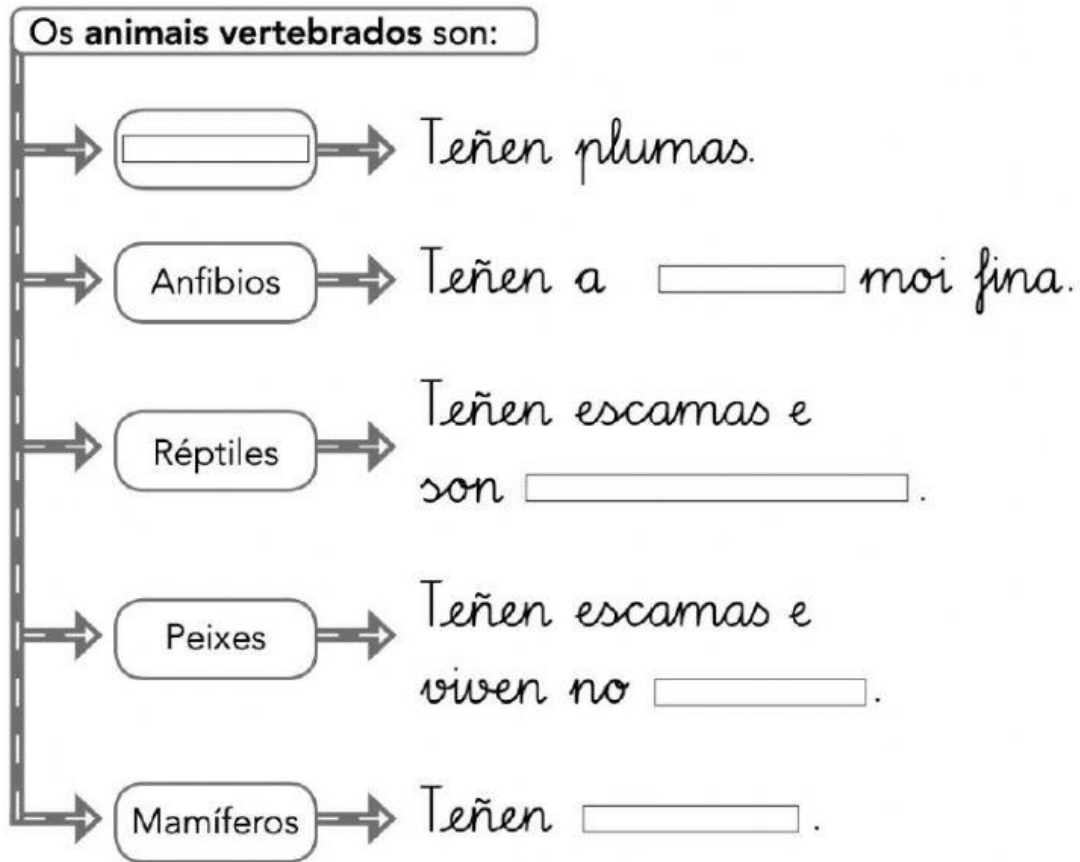 Os animais vertebrados son:
Teñen plumas.
Anfibios Teñen a moi fina.
Teñen escamas e
Réptiles
son .
Teñen escamas e
Peixes
viven no .
Mamíferos Teñen .